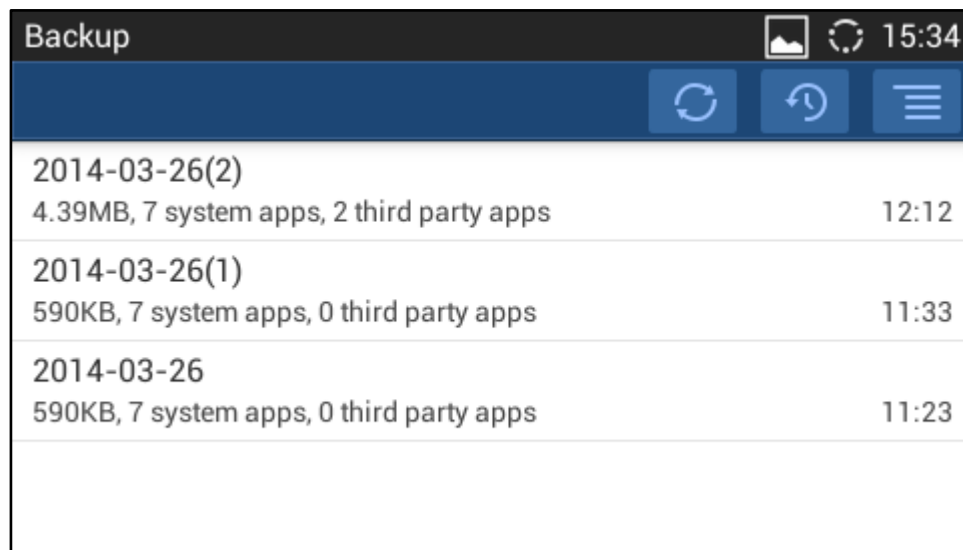 Backup 15:34
2014-03-26(2)
4.39MB, 7 system apps, 2 third party apps 12:12
2014-03-26(1)
590KB, 7 system apps, 0 third party apps 11:33
2014-03-26
590KB, 7 system apps, 0 third party apps 11:23